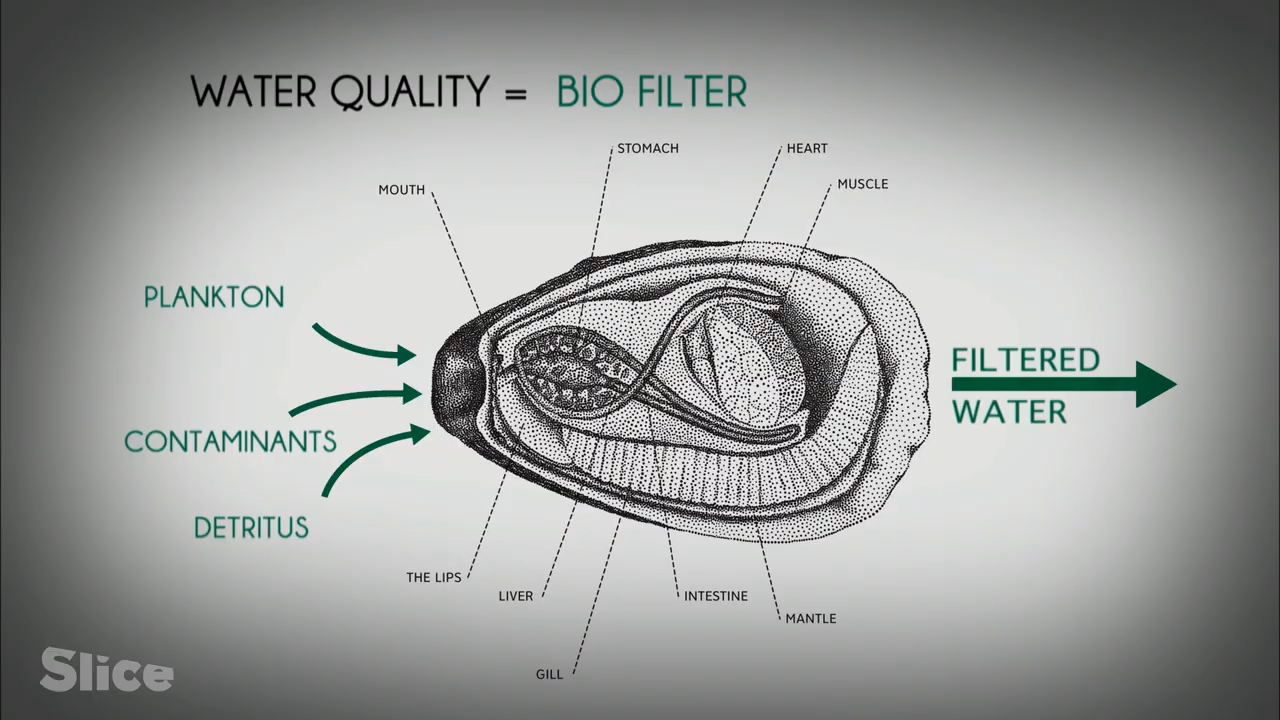 WATER QUALITY = BIO FILTER
STOMACH
HEART
MOUTH
MUSCLE
PLANKTON
FILTERED
WATER
CONTAMINANTS
DETRITUS
THE LIPS
LIVER
INTESTINE
MANTLE
GILL
Slice